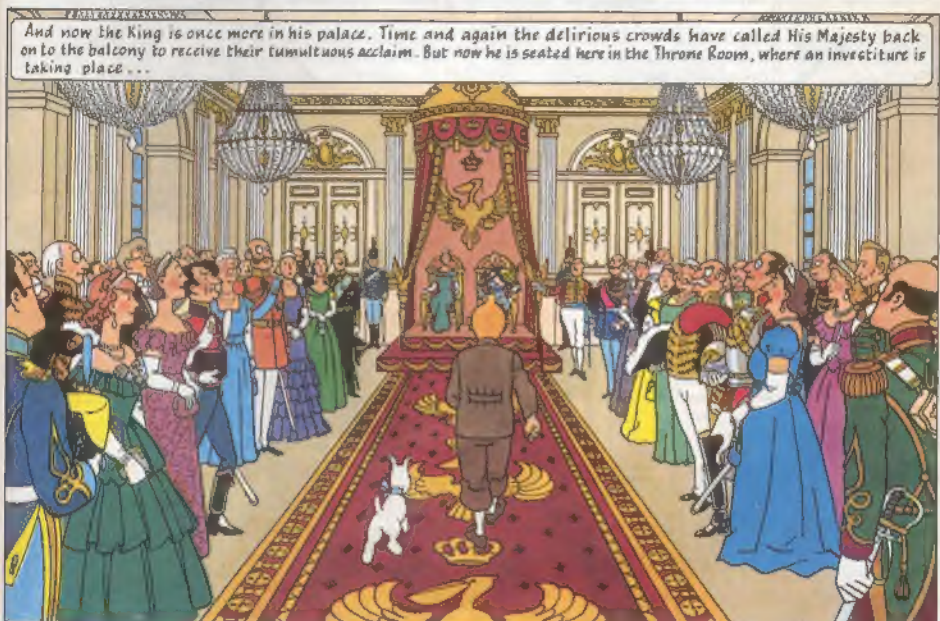 And now the King is once more in his palace. Time and again the delirious crowds have called His Majesty back
on to the balcony to receive their tumultuous acclaim. But now he is seated here in the Throne Room, where an investiture is
taking place...